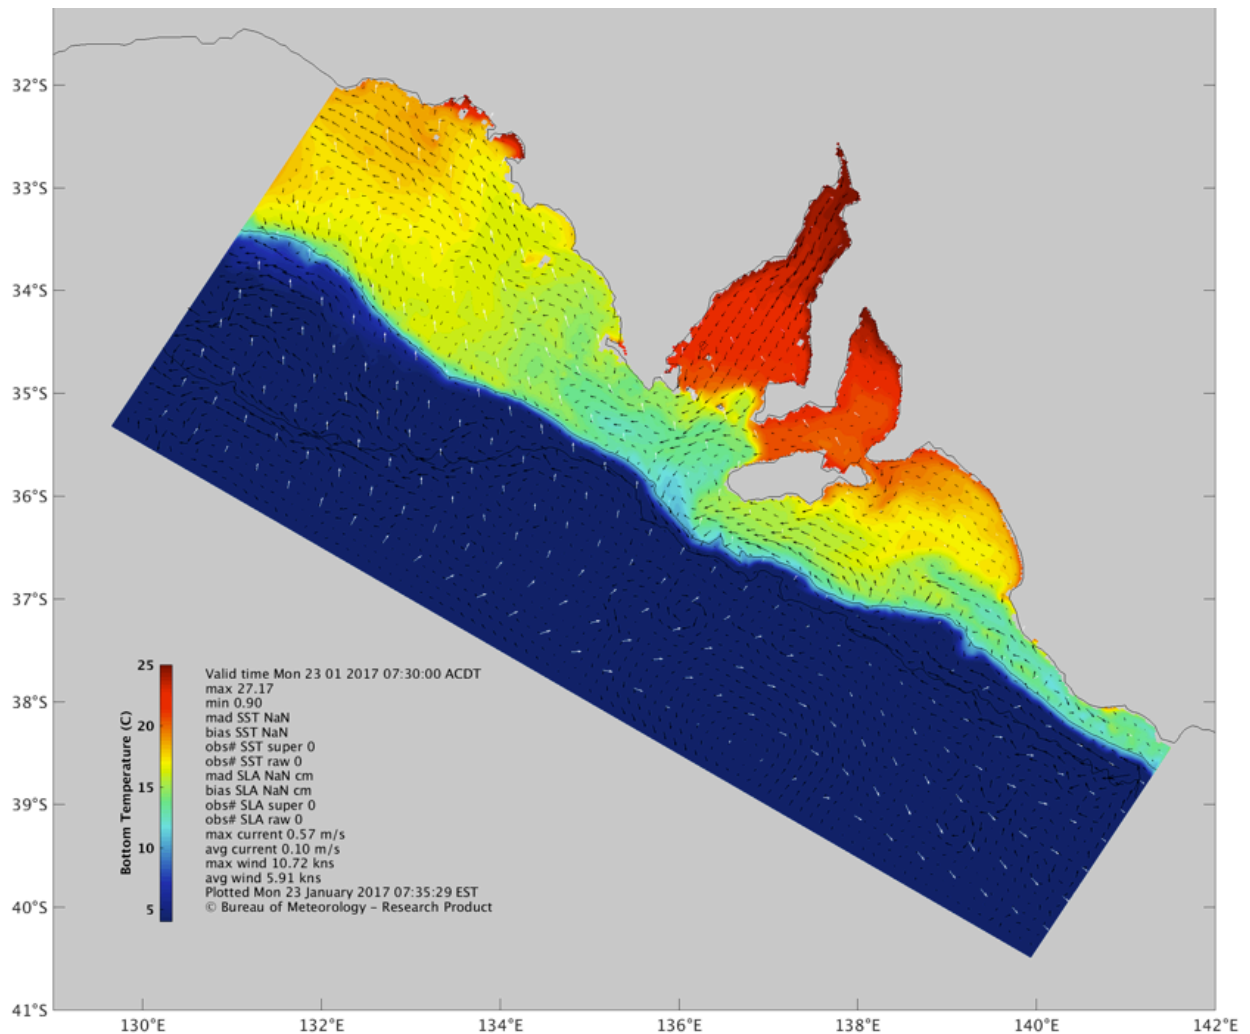 32°S
33°S
34°S
35°S
36°S
37°S
38°S
39°S
40°S
41°S
25
20
15
10
5
Bottom Temperature (C)
Valid time Mon 23 01 2017 07:30:00 ACDT
max 27.17
min 0.90
mad SST NaN
bias SST NaN
obs# SST super 0
obs# SST raw 0
mad SLA NaN cm
bias SLA NaN cm
obs# SLA super 0
obs# SLA raw 0
max current 0.57 m/s
avg current 0.10 m/s
max wind 10.72 kns
avg wind 5.91 kns
Plotted Mon 23 January 2017 07:35:29 EST
© Bureau of Meteorology – Research Product
130°E 132°E 134°E 136°E 138°E 140°E 142°E